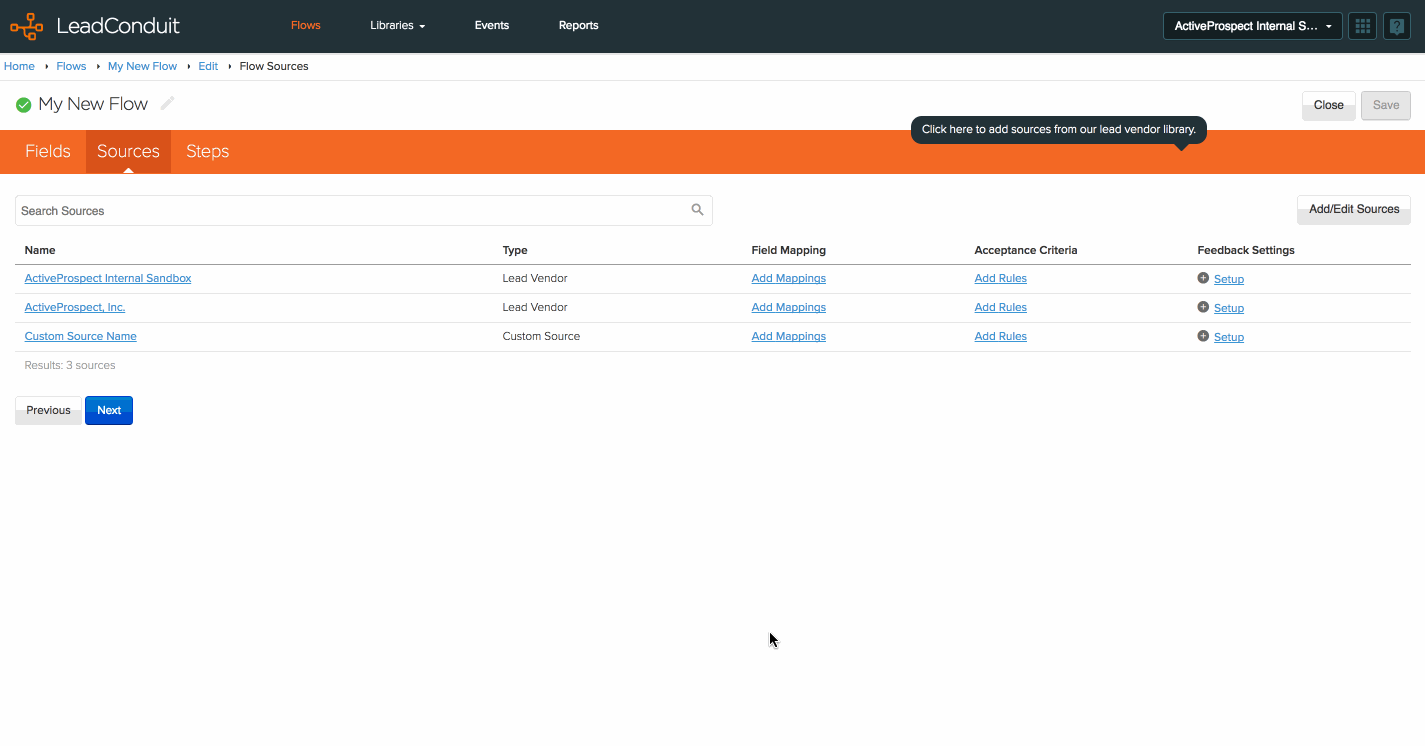 LeadConduit Flows Libraries Events Reports ActiveProspect Internal S...
Home Flows My New Flow Edit Flow Sources
My New Flow Close Save
Click here to add sources from our lead vendor library.
Fields Sources Steps
Search Sources Add/Edit Sources
Name Type Field Mapping Acceptance Criteria Feedback Settings
ActiveProspect Internal Sandbox Lead Vendor Add Mappings Add Rules Setup
ActiveProspect, Inc. Lead Vendor Add Mappings Add Rules Setup
Custom Source Name Custom Source Add Mappings Add Rules Setup
Results: 3 sources
Previous Next